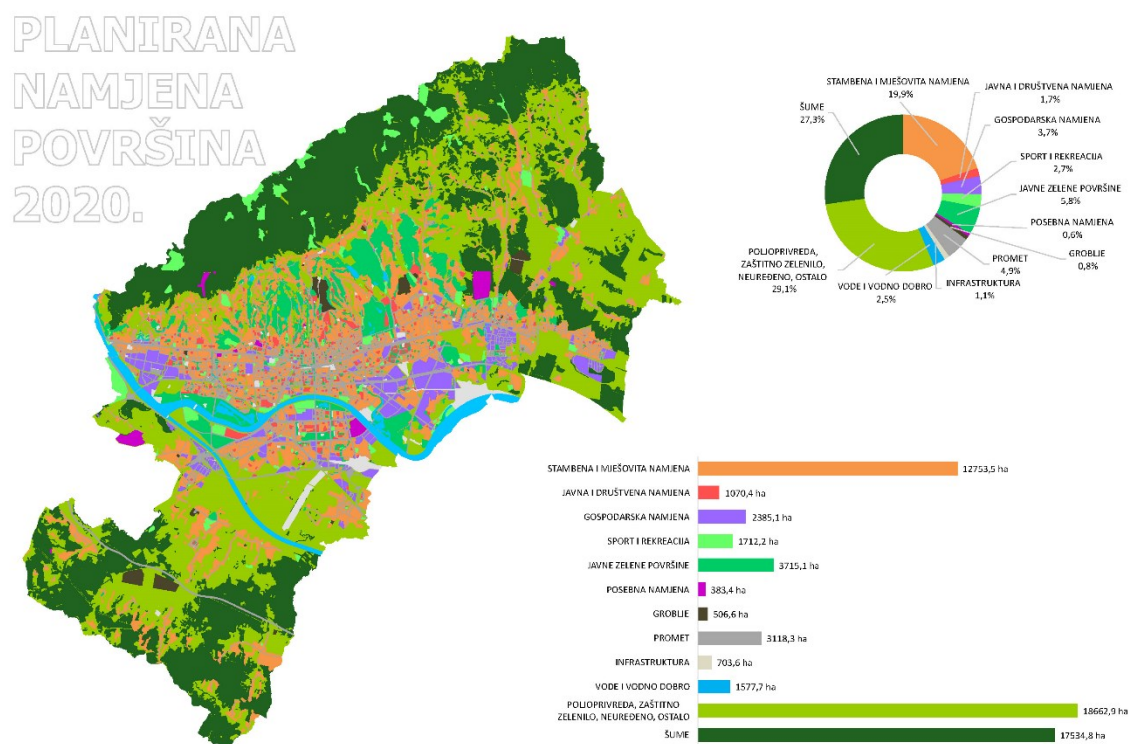 PLANIRANA
NAMJENA
POVRŠINA
2020.
STAMBENA I MJEŠOVITA NAMJENA
19,9%
JAVNA I DRUŠTVENA NAMJENA
1,7%
ŠUME
27,3%
GOSPODARSKA NAMJENA
3,7%
SPORT I REKREACIJA
2,7%
JAVNE ZELENE POVRŠINE
5,8%
POSEBNA NAMJENA
0,6%
GROBLJE
0,8%
PROMET
4,9%
INFRASTRUKTURA
1,1%
VODE I VODNO DOBRO
2,5%
POLJOPRIVREDA,
ZAŠTITNO ZELENILO,
NEUREĐENO, OSTALO
29,1%
STAMBENA I MJEŠOVITA NAMJENA 12753,5 ha
JAVNA I DRUŠTVENA NAMJENA 1070,4 ha
GOSPODARSKA NAMJENA 2385,1 ha
SPORT I REKREACIJA 1712,2 ha
JAVNE ZELENE POVRŠINE 3715,1 ha
POSEBNA NAMJENA 383,4 ha
GROBLJE 506,6 ha
PROMET 3118,3 ha
INFRASTRUKTURA 703,6 ha
VODE I VODNO DOBRO 1577,7 ha
POLJOPRIVREDA, ZAŠTITNO
ZELENILO, NEUREĐENO, OSTALO 18662,9 ha
ŠUME 17534,8 ha